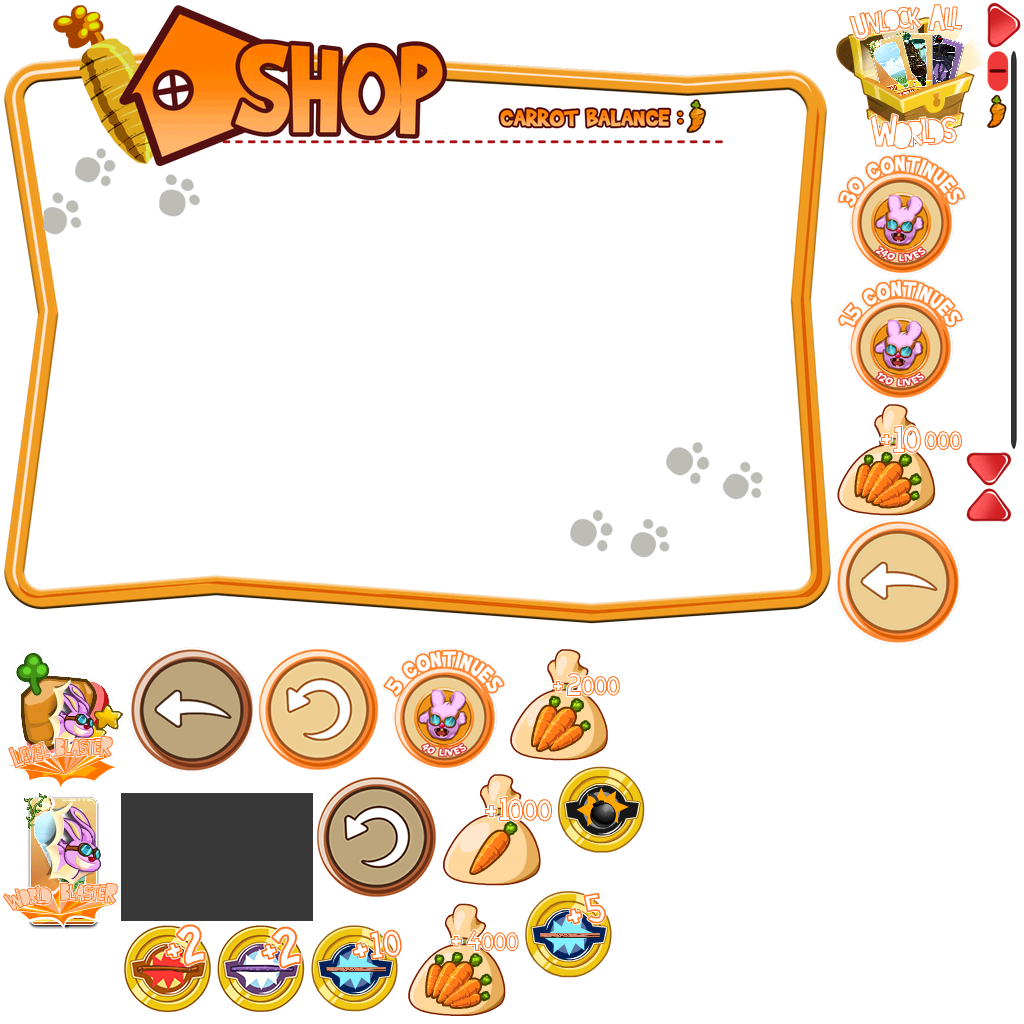 SHOP
CARROT BALANCE :
UNLOCK ALL
WORLDS
30 CONTINUES
240 LIVES
15 CONTINUES
120 LIVES
+10 000
5 CONTINUES
40 LIVES
+2000
LEVEL BLASTER
+1000
WORLD BLASTER
+2
+2
+10
+4000
+5